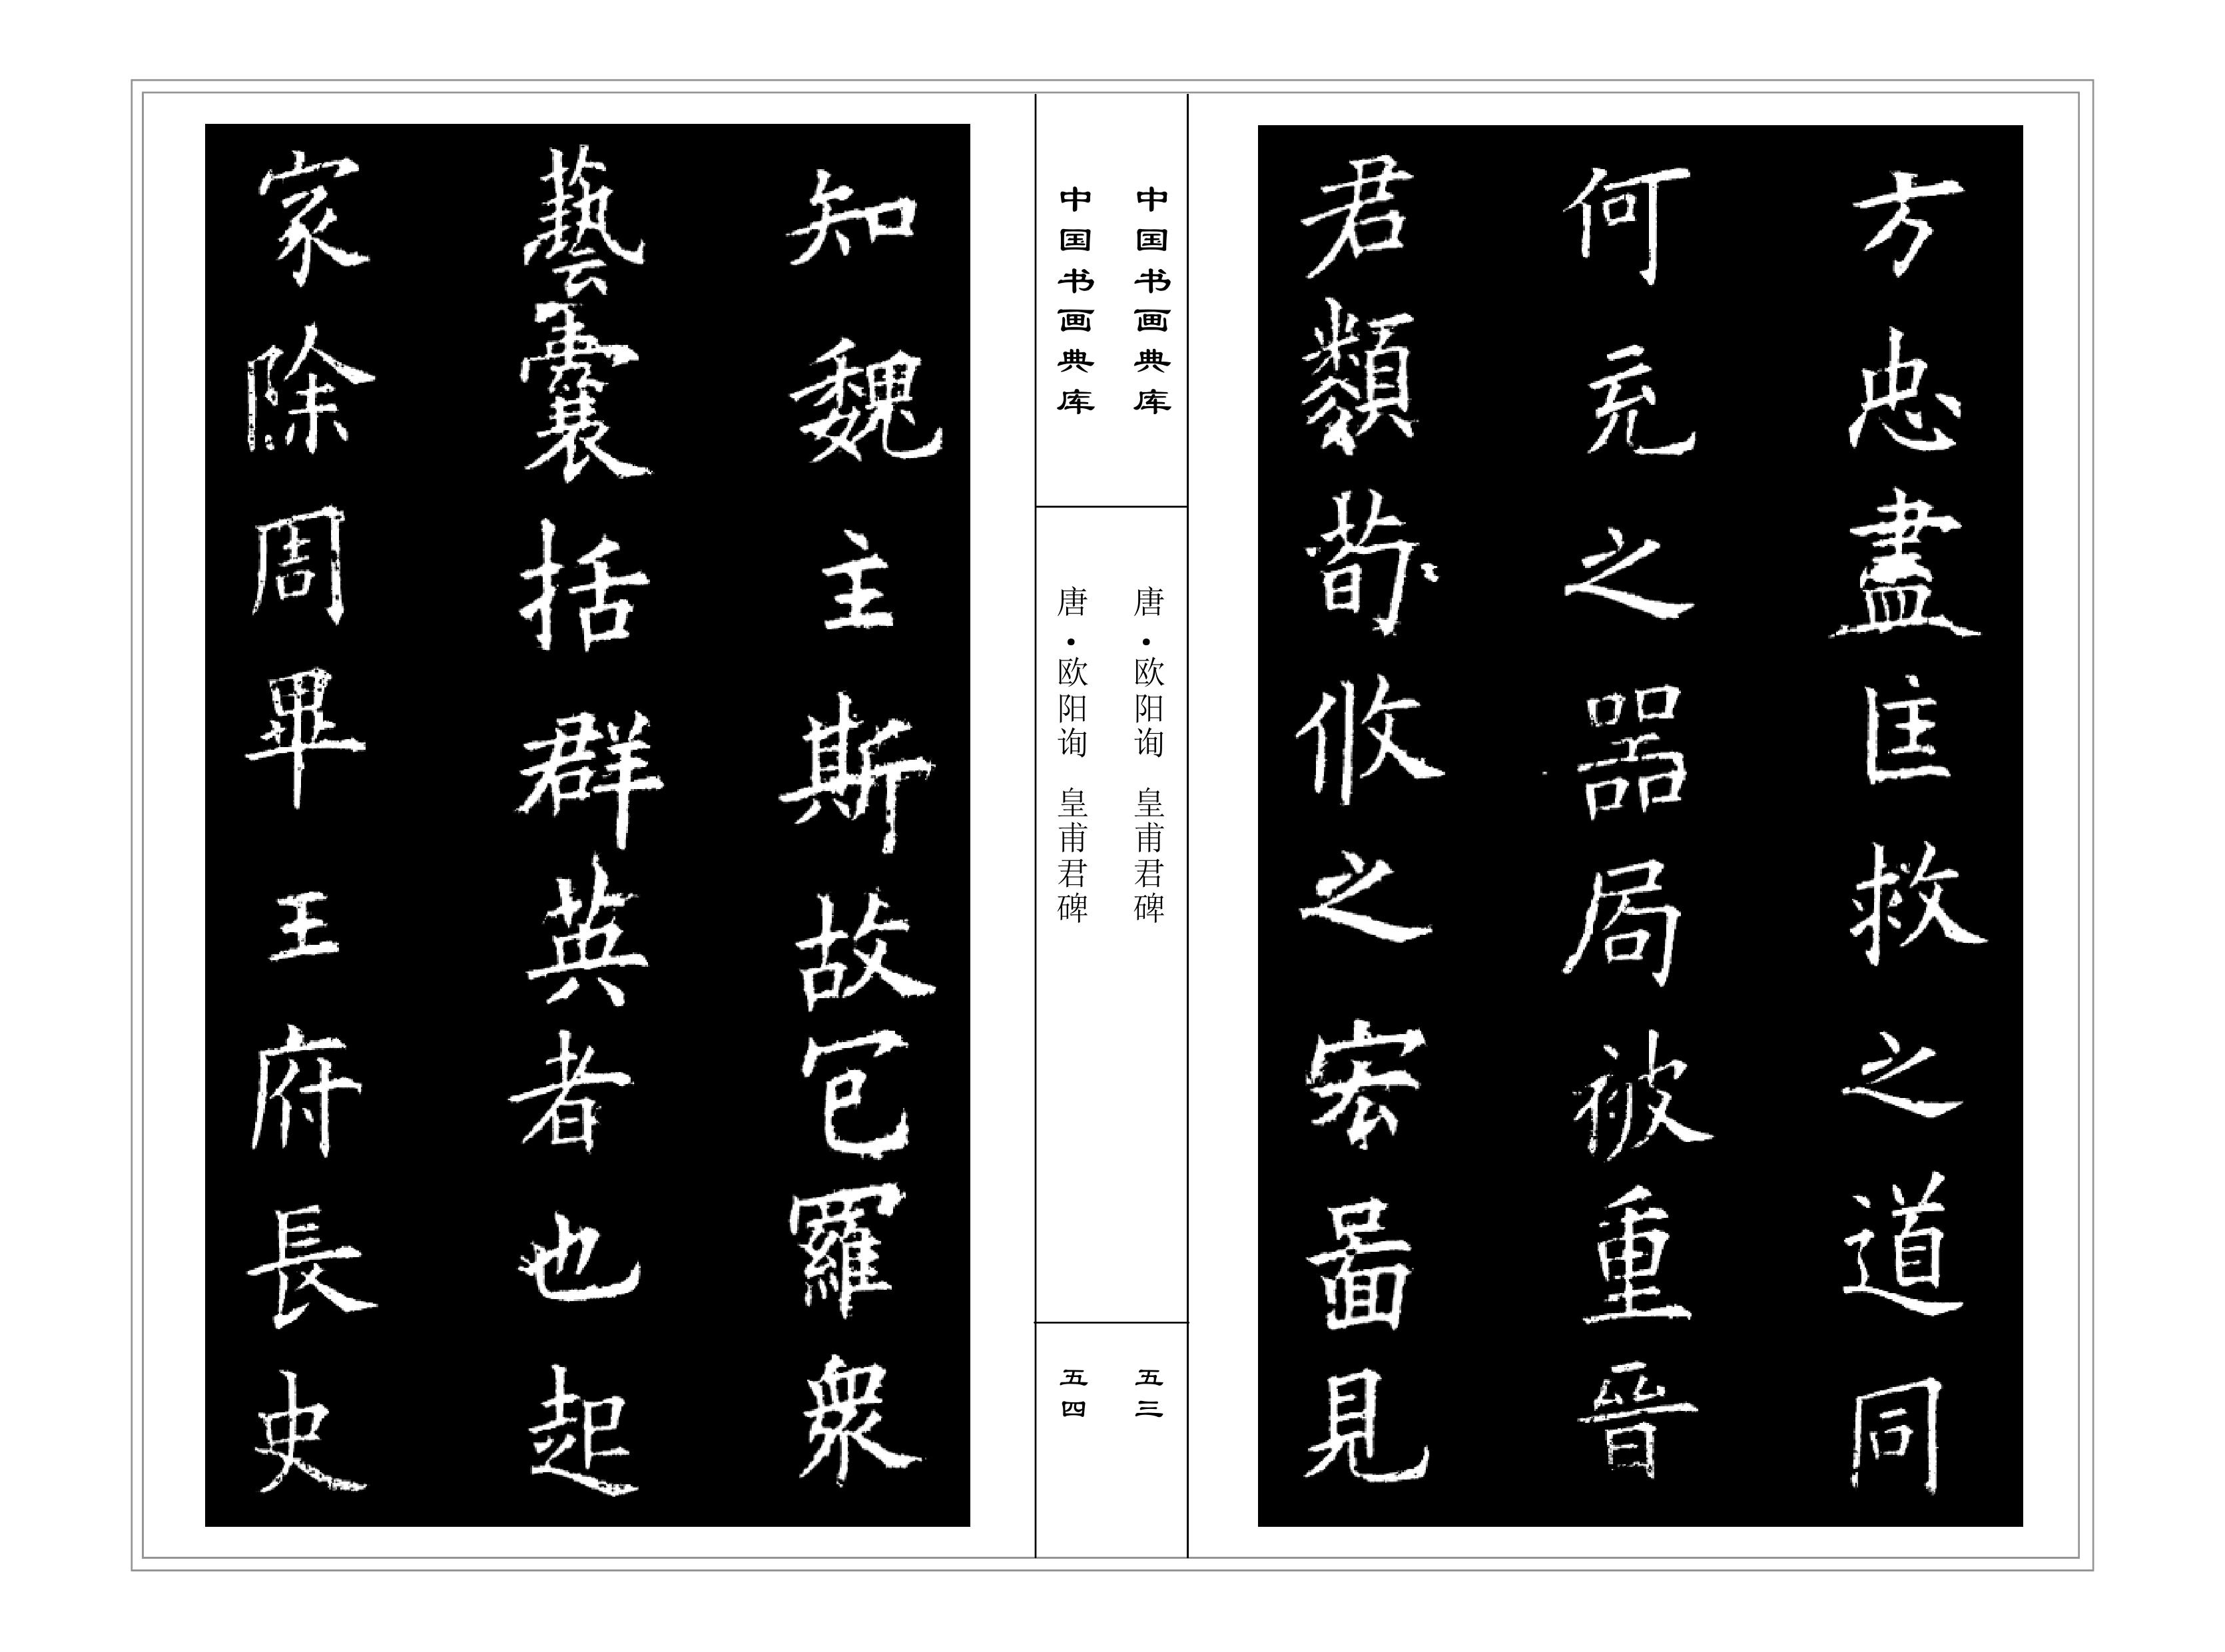 方忠盡匡救之道同
何充之器局被重晉
君類荀攸之宏啚見
中国书画典库
唐·欧阳询 皇甫君碑
五三
中国书画典库
唐·欧阳询 皇甫君碑
五四
知魏主斯故包羅衆
藝囊括群英者也起
家除周畢王府長史